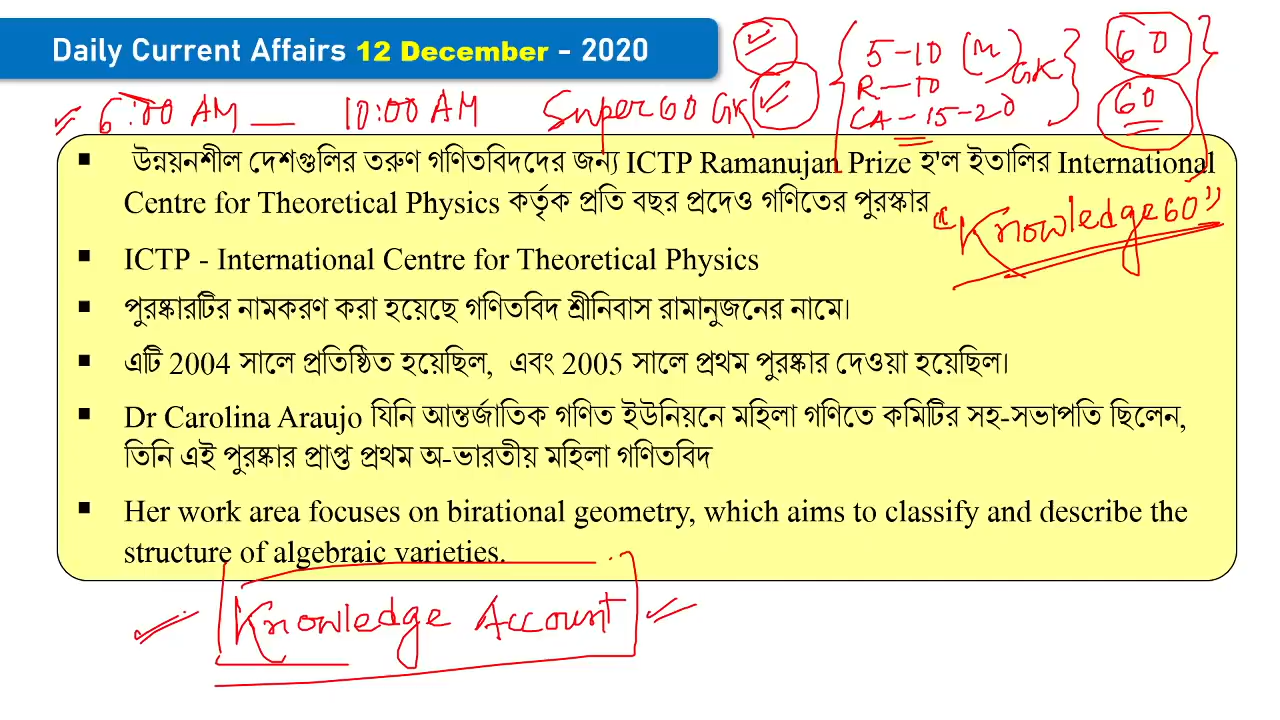 Daily Current Affairs 12 December - 2020
5-10 (M)
R-10
GK
CA-15-20
60
60
6:00 AM — 10:00 AM Super 60 GK
▪ উন্নয়নশীল দেশগুলির তরুণ গণিতবিদদের জন্য ICTP Ramanujan Prize হ'ল ইতালির International
Centre for Theoretical Physics কর্তৃক প্রতি বছর প্রদেও গণিতের পুরস্কার
"Knowledge 60"
▪ ICTP - International Centre for Theoretical Physics
▪ পুরষ্কারটির নামকরণ করা হয়েছে গণিতবিদ শ্রীনিবাস রামানুজনের নামে।
▪ এটি 2004 সালে প্রতিষ্ঠিত হয়েছিল, এবং 2005 সালে প্রথম পুরষ্কার দেওয়া হয়েছিল।
▪ Dr Carolina Araujo যিনি আন্তর্জাতিক গণিত ইউনিয়নে মহিলা গণিতে কমিটির সহ-সভাপতি ছিলেন,
তিনি এই পুরষ্কার প্রাপ্ত প্রথম অ-ভারতীয় মহিলা গণিতবিদ
▪ Her work area focuses on birational geometry, which aims to classify and describe the
structure of algebraic varieties.
Knowledge Account